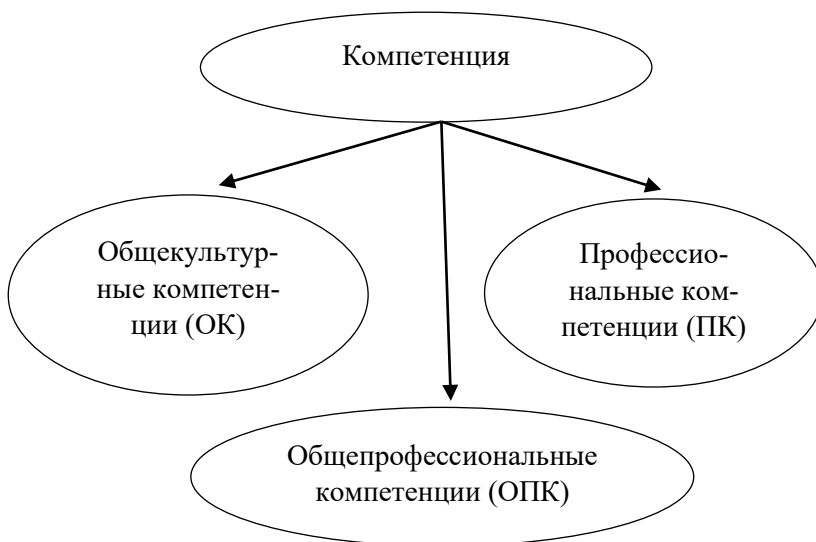 Компетенция
Общекультур-
ные компетен-
ции (ОК)
Профессио-
нальные ком-
петенции (ПК)
Общепрофессиональные
компетенции (ОПК)